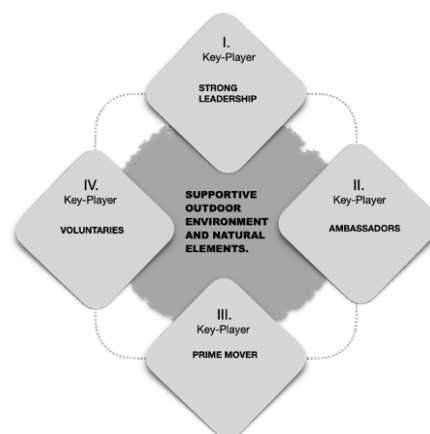 I.
Key-Player
STRONG
LEADERSHIP
IV.
Key-Player
VOLUNTARIES
SUPPORTIVE
OUTDOOR
ENVIRONMENT
AND NATURAL
ELEMENTS.
II.
Key-Player
AMBASSADORS
III.
Key-Player
PRIME MOVER